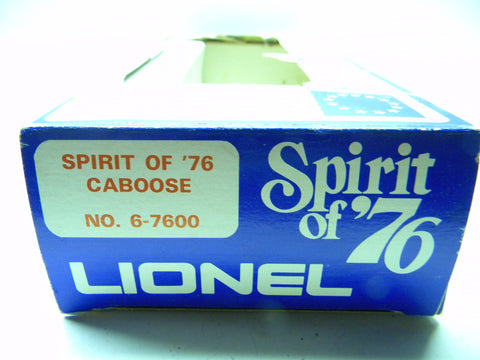 SPIRIT OF '76
CABOOSE
NO. 6-7600
Spirit
of '76
LIONEL